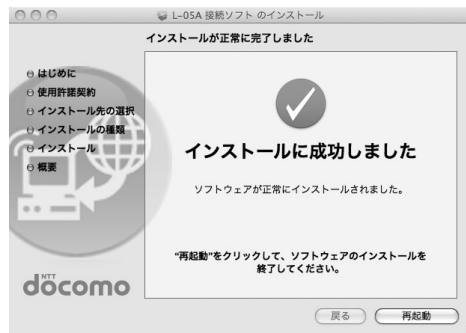 L-05A 接続ソフト のインストール
インストールが正常に完了しました
はじめに
使用許諾契約
インストール先の選択
インストールの種類
インストール
概要
インストールに成功しました
ソフトウェアが正常にインストールされました。
"再起動"をクリックして、ソフトウェアのインストールを
終了してください。
NTT
döcomo
戻る
再起動